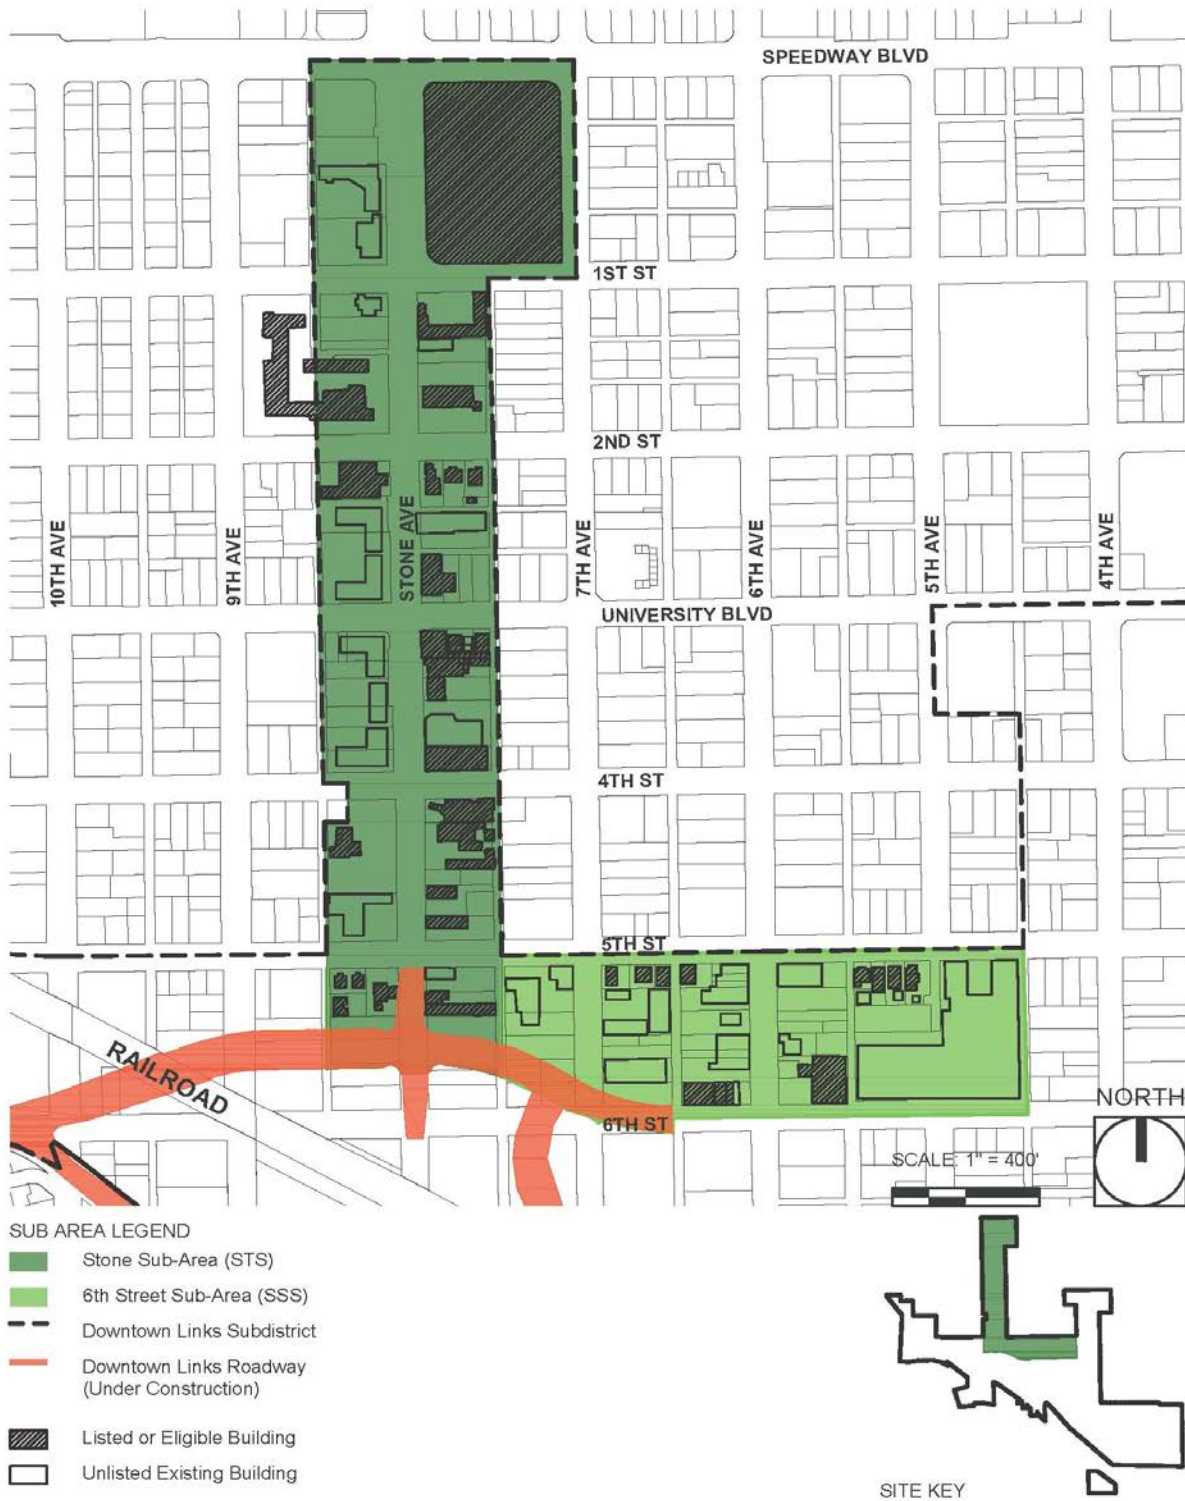 SPEEDWAY BLVD
1ST ST
2ND ST
10TH AVE
9TH AVE
STONE AVE
7TH AVE
6TH AVE
5TH AVE
4TH AVE
UNIVERSITY BLVD
4TH ST
5TH ST
RAILROAD
6TH ST
NORTH
SCALE: 1" = 400'
SUB AREA LEGEND
Stone Sub-Area (STS)
6th Street Sub-Area (SSS)
Downtown Links Subdistrict
Downtown Links Roadway
(Under Construction)
Listed or Eligible Building
Unlisted Existing Building
SITE KEY